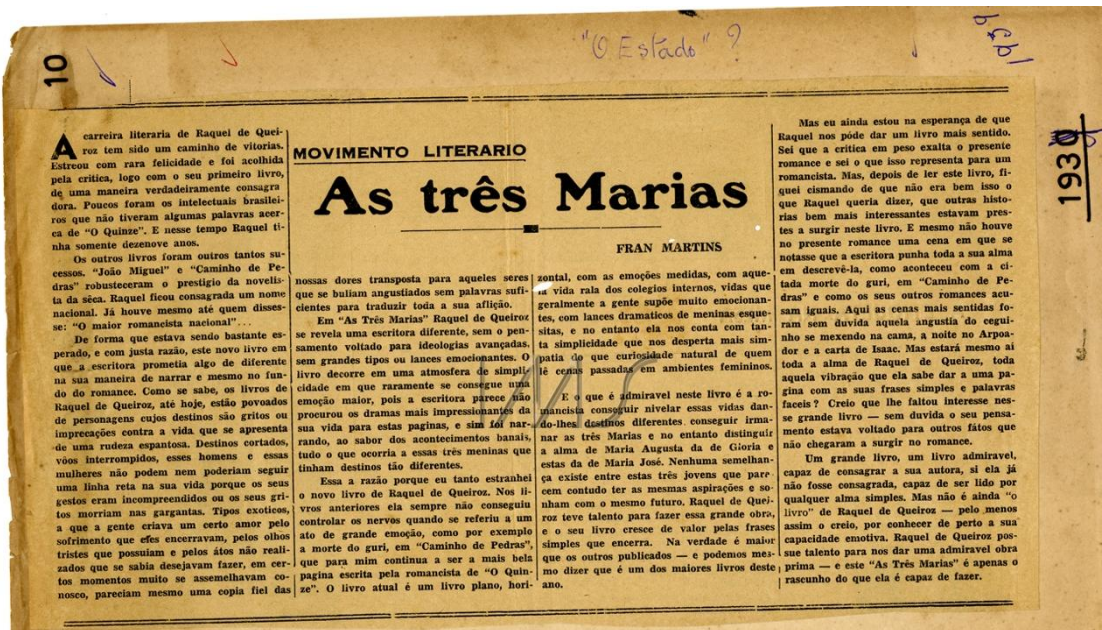 10
"O Estado" ?
1939
1939
A carreira literaria de Raquel de Quei-
roz tem sido um caminho de vitorias.
Estreou com rara felicidade e foi acolhida
pela critica, logo com o seu primeiro livro,
de uma maneira verdadeiramente consagra
dora. Poucos foram os intelectuais brasilei-
ros que não tiveram algumas palavras acer-
ca de "O Quinze". E nesse tempo Raquel ti-
nha somente dezenove anos.
Os outros livros foram outros tantos su-
cessos. "João Miguel" e "Caminho de Pe-
dras" robusteceram o prestigio da novelis-
ta da sêca. Raquel ficou consagrada um nome
nacional. Já houve mesmo até quem disses-
se: "O maior romancista nacional"...
De forma que estava sendo bastante es-
perado, e com justa razão, este novo livro em
que a escritora prometia algo de diferente
na sua maneira de narrar e mesmo no fun-
do do romance. Como se sabe, os livros de
Raquel de Queiroz, até hoje, estão povoados
de personagens cujos destinos são gritos ou
imprecações contra a vida que se apresenta
de uma rudeza espantosa. Destinos cortados,
vôos interrompidos, esses homens e essas
mulheres não podem nem poderiam seguir
uma linha reta na sua vida porque os seus
gestos eram incompreendidos ou os seus gri-
tos morriam nas gargantas. Tipos exoticos,
a que a gente criava um certo amor pelo
sofrimento que eles encerravam, pelos olhos
tristes que possuiam e pelos átos não reali-
zados que se sabia desejavam fazer, em cer-
tos momentos muito se assemelhavam co-
nosco, pareciam mesmo uma copia fiel das
MOVIMENTO LITERARIO
As três Marias
FRAN MARTINS
nossas dores transposta para aqueles seres
que se buliam angustiados sem palavras sufi-
cientes para traduzir toda a sua aflição.
Em "As Três Marias" Raquel de Queiroz
se revela uma escritora diferente, sem o pen-
samento voltado para ideologias avançadas,
sem grandes tipos ou lances emocionantes. O
livro decorre em uma atmosfera de simpli
cidade em que raramente se consegue uma
emoção maior, pois a escritora parece não
procurou os dramas mais impressionantes da
sua vida para estas paginas, e sim foi nar-
rando, ao sabor dos acontecimentos banais,
tudo o que ocorria a essas três meninas que
tinham destinos tão diferentes.
Essa a razão porque eu tanto estranhei
o novo livro de Raquel de Queiroz. Nos li-
vros anteriores ela sempre não conseguiu
controlar os nervos quando se referiu a um
ato de grande emoção, como por exemplo
a morte do guri, em "Caminho de Pedras",
que para mim continua a ser a mais bela
pagina escrita pela romancista de "O Quin-
ze". O livro atual é um livro plano, hori-
zontal, com as emoções medidas, com aque-
la vida rala dos colegios internos, vidas que
geralmente a gente supõe muito emocionan-
tes, com lances dramaticos de meninas esque-
sitas, e no entanto ela nos conta com tan-
ta simplicidade que nos desperta mais sim-
patia do que curiosidade natural de quem
lê cenas passadas em ambientes femininos.
E o que é admiravel neste livro é a ro-
mancista conseguir nivelar essas vidas dan-
do-lhes destinos diferentes conseguir irma-
nar as três Marias e no entanto distinguir
a alma de Maria Augusta da de Gloria e
estas da de Maria José. Nenhuma semelhan-
ça existe entre estas três jovens que pare-
cem contudo ter as mesmas aspirações e so-
nham com o mesmo futuro. Raquel de Quei-
roz teve talento para fazer essa grande obra,
e o seu livro cresce de valor pelas frases
simples que encerra. Na verdade é maior
que os outros publicados — e podemos mes-
mo dizer que é um dos maiores livros deste
ano.
Mas eu ainda estou na esperança de que
Raquel nos póde dar um livro mais sentido.
Sei que a critica em peso exalta o presente
romance e sei o que isso representa para um
romancista. Mas, depois de ler este livro, fi-
quei cismando de que não era bem isso o
que Raquel queria dizer, que outras histo-
rias bem mais interessantes estavam pres-
tes a surgir neste livro. E mesmo não houve
no presente romance uma cena em que se
notasse que a escritora punha toda a sua alma
em descrevê-la, como aconteceu com a ci-
tada morte do guri, em "Caminho de Pe-
dras" e como os seus outros romances acu-
sam iguais. Aqui as cenas mais sentidas fo-
ram sem duvida aquela angustia do cegui-
nho se mexendo na cama, a noite no Arpoa-
dor e a carta de Isaac. Mas estará mesmo aí
toda a alma de Raquel de Queiroz, toda
aquela vibração que ela sabe dar a uma pa-
gina com as suas frases simples e palavras
faceis? Creio que lhe faltou interesse nes-
se grande livro — sem duvida o seu pensa-
mento estava voltado para outros fátos que
não chegaram a surgir no romance.
Um grande livro, um livro admiravel,
capaz de consagrar a sua autora, si ela já
não fosse consagrada, capaz de ser lido por
qualquer alma simples. Mas não é ainda "o
livro" de Raquel de Queiroz — pelo menos
assim o creio, por conhecer de perto a sua
capacidade emotiva. Raquel de Queiroz pos-
sue talento para nos dar uma admiravel obra
prima — e este "As Três Marias" é apenas o
rascunho do que ela é capaz de fazer.
MIS